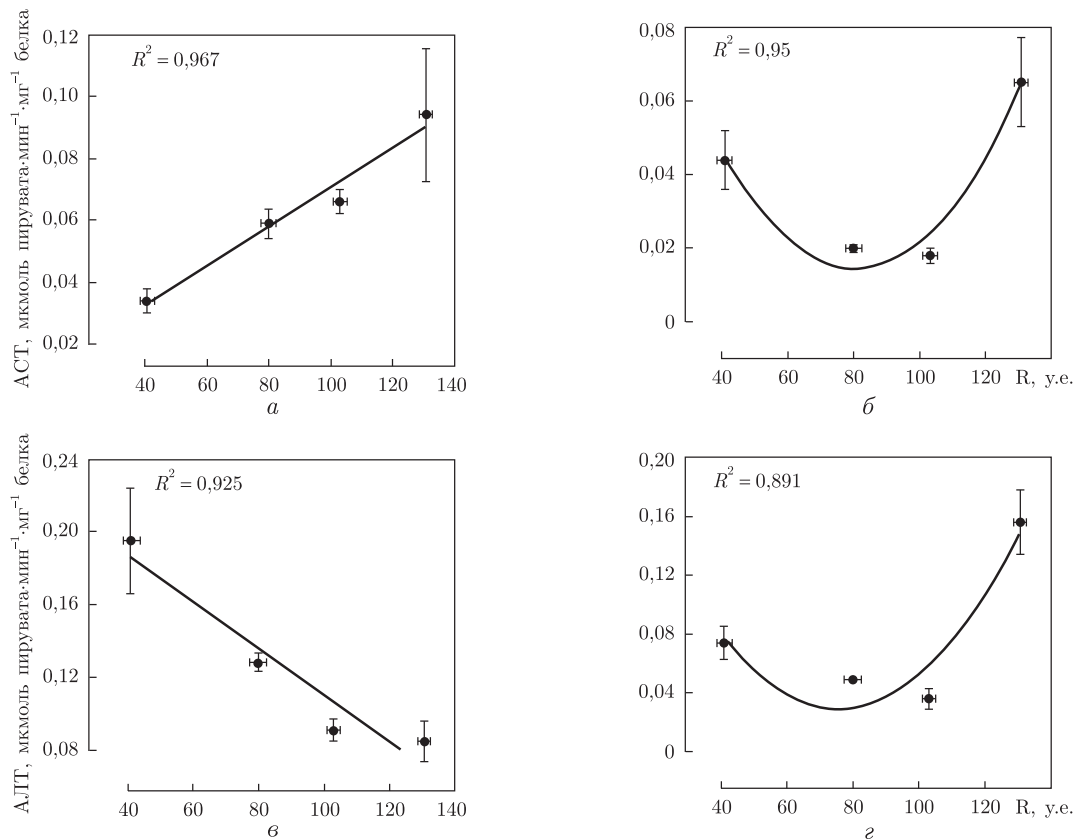 АСТ, мкмоль пирувата·мин⁻¹·мг⁻¹ белка
0,12
0,10
0,08
0,06
0,04
0,02
R² = 0,967
40 60 80 100 120 140
а
0,08
0,06
0,04
0,02
0
R² = 0,95
40 60 80 100 120 R, у.е.
б
АЛТ, мкмоль пирувата·мин⁻¹·мг⁻¹ белка
0,24
0,20
0,16
0,12
0,08
R² = 0,925
40 60 80 100 120 140
в
0,20
0,16
0,12
0,08
0,04
0
R² = 0,891
40 60 80 100 120 R, у.е.
г